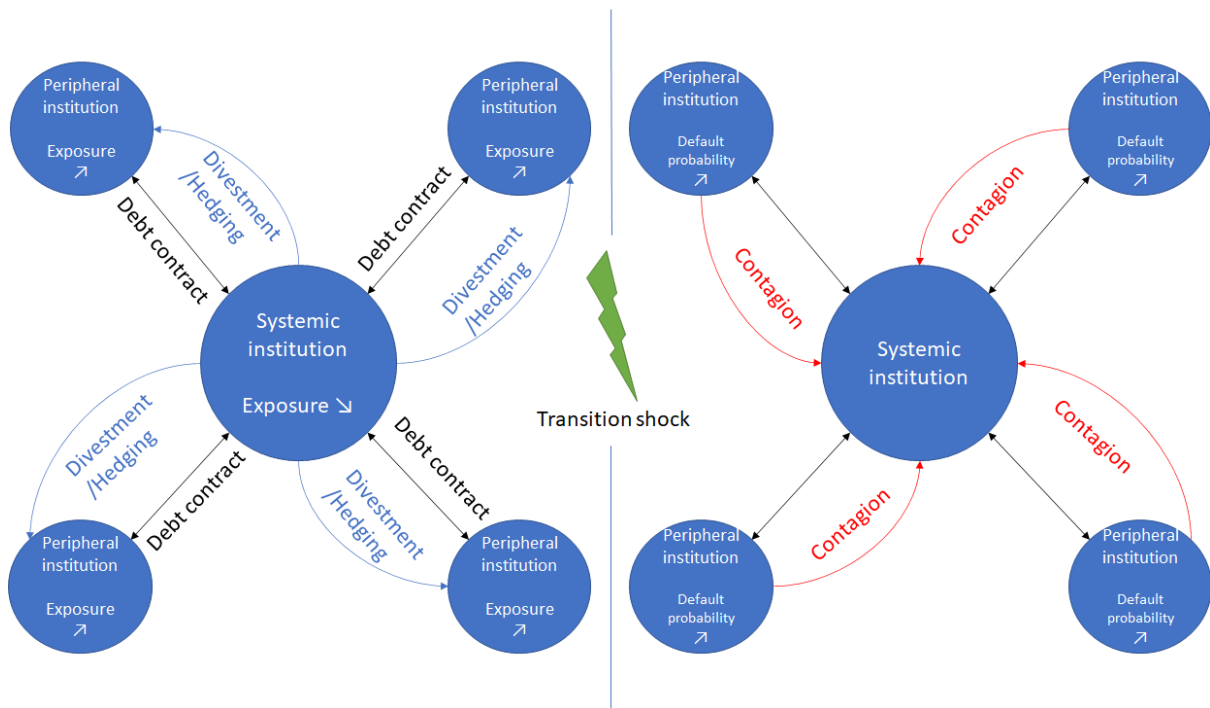 Peripheral
institution
Exposure
↗
Peripheral
institution
Exposure
↗
Divestment
/Hedging
Debt contract
Debt contract
Divestment
/Hedging
Systemic
institution
Exposure ↘
Divestment
/Hedging
Debt contract
Debt contract
Divestment
/Hedging
Peripheral
institution
Exposure
↗
Peripheral
institution
Exposure
↗
Transition shock
Peripheral
institution
Default
probability
↗
Peripheral
institution
Default
probability
↗
Contagion
Contagion
Systemic
institution
Contagion
Contagion
Peripheral
institution
Default
probability
↗
Peripheral
institution
Default
probability
↗